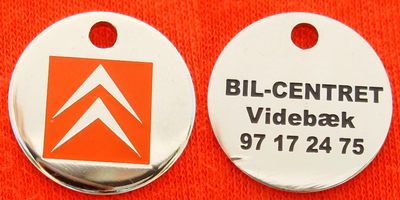 BIL-CENTRET
Videbæk
97 17 24 75